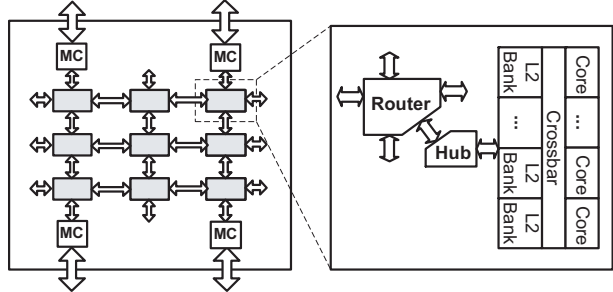 MC
MC
MC
MC
Router
Hub
L2 Bank
...
L2 Bank
L2 Bank
Crossbar
Core
...
Core
Core